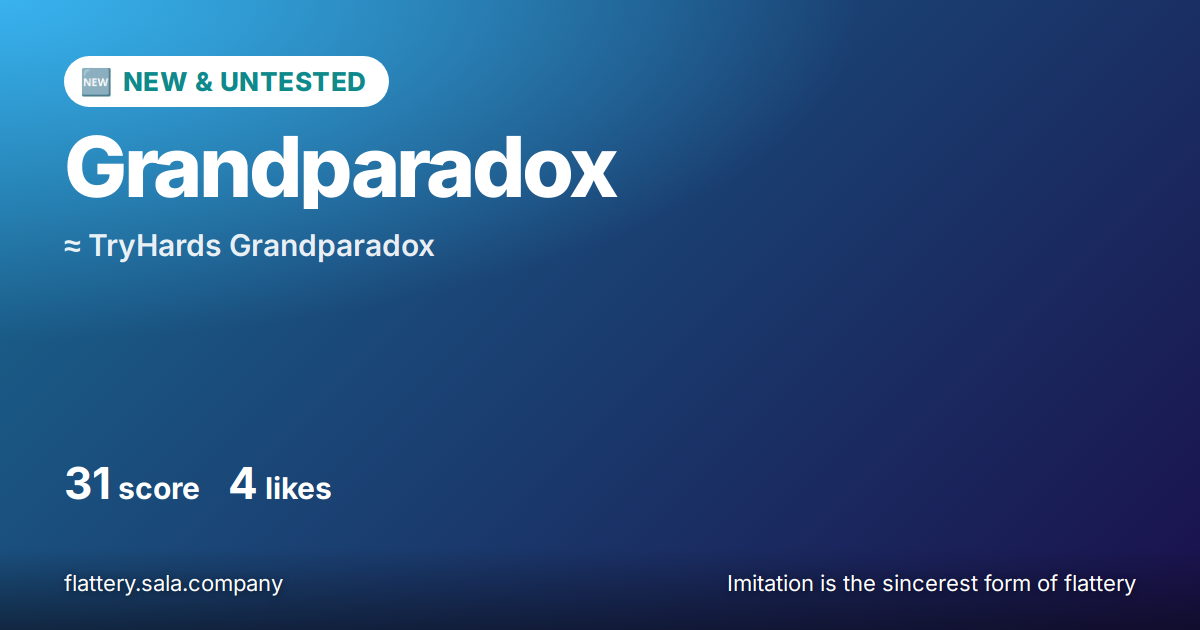 🆕 NEW & UNTESTED
Grandparadox
≈ TryHards Grandparadox
31 score 4 likes
flattery.sala.company
Imitation is the sincerest form of flattery